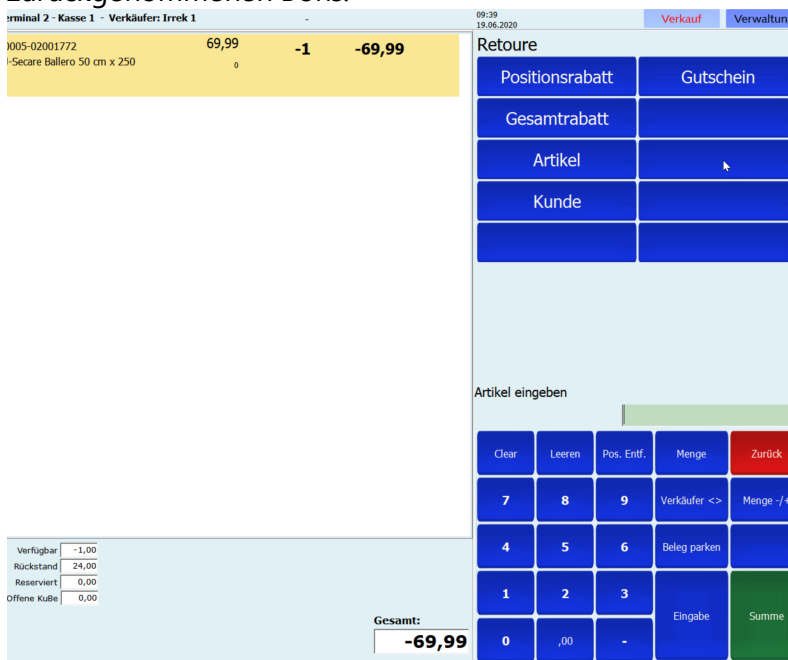 zurückgenommenen Bons.
erminal 2 - Kasse 1 - Verkäufer: Irrek 1 -
09:39
19.06.2020
Verkauf Verwaltun
0005-02001772 69,99 -1 -69,99
-Secare Ballero 50 cm x 250 0
Retoure
Positionsrabatt Gutschein
Gesamtrabatt
Artikel
Kunde
Artikel eingeben
Clear Leeren Pos. Entf. Menge Zurück
7 8 9 Verkäufer <> Menge -/+
4 5 6 Beleg parken
1 2 3 Eingabe Summe
0 ,00 -
Verfügbar -1,00
Rückstand 24,00
Reserviert 0,00
Offene KuBe 0,00
Gesamt:
-69,99